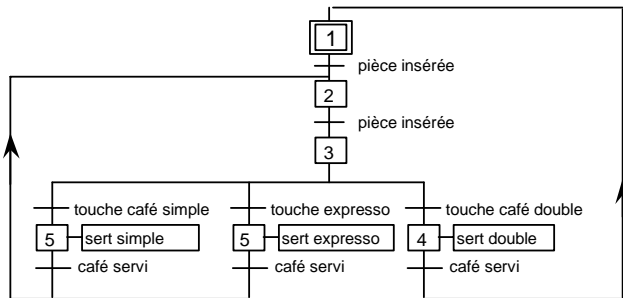 1
pièce insérée
2
pièce insérée
3
touche café simple touche expresso touche café double
5 sert simple 5 sert expresso 4 sert double
café servi café servi café servi